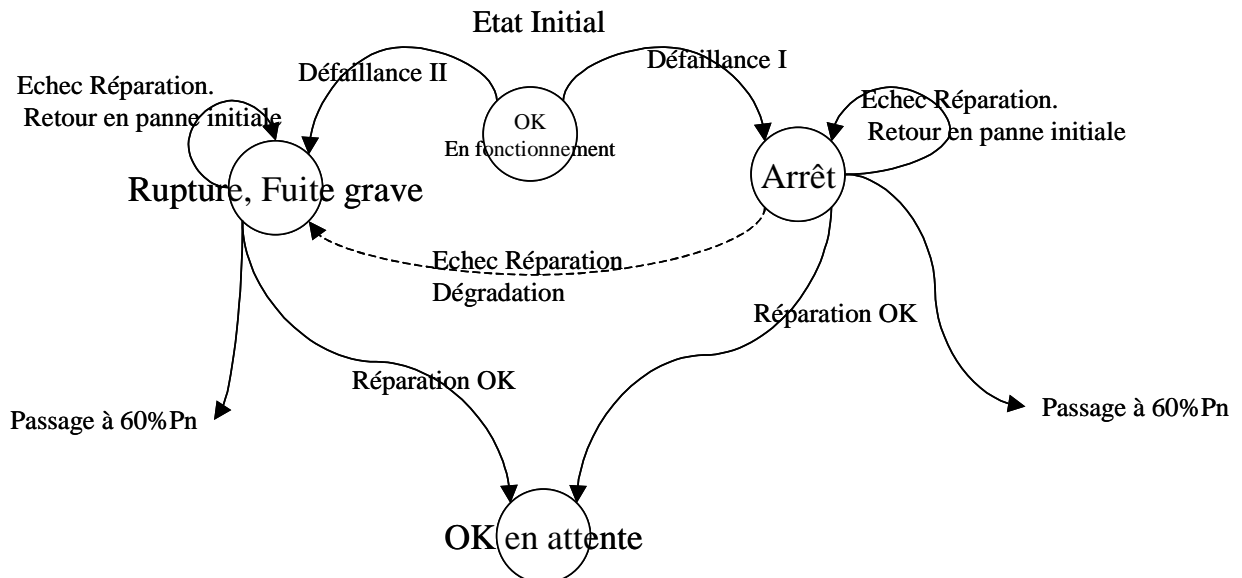 Etat Initial
Défaillance II
Défaillance I
Echec Réparation.
Retour en panne initiale
OK
En fonctionnement
Echec Réparation.
Retour en panne initiale
Rupture, Fuite grave
Arrêt
Echec Réparation
Dégradation
Réparation OK
Réparation OK
Passage à 60%Pn
Passage à 60%Pn
OK en attente